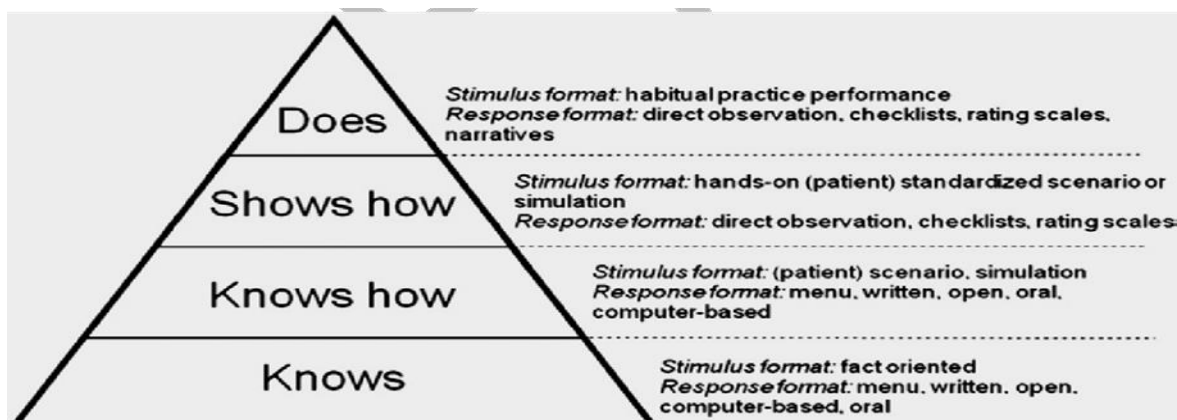 Does
Stimulus format: habitual practice performance
Response format: direct observation, checklists, rating scales,
narratives
Shows how
Stimulus format: hands-on (patient) standardized scenario or
simulation
Response format: direct observation, checklists, rating scales
Knows how
Stimulus format: (patient) scenario, simulation
Response format: menu, written, open, oral,
computer-based
Knows
Stimulus format: fact oriented
Response format: menu, written, open,
computer-based, oral